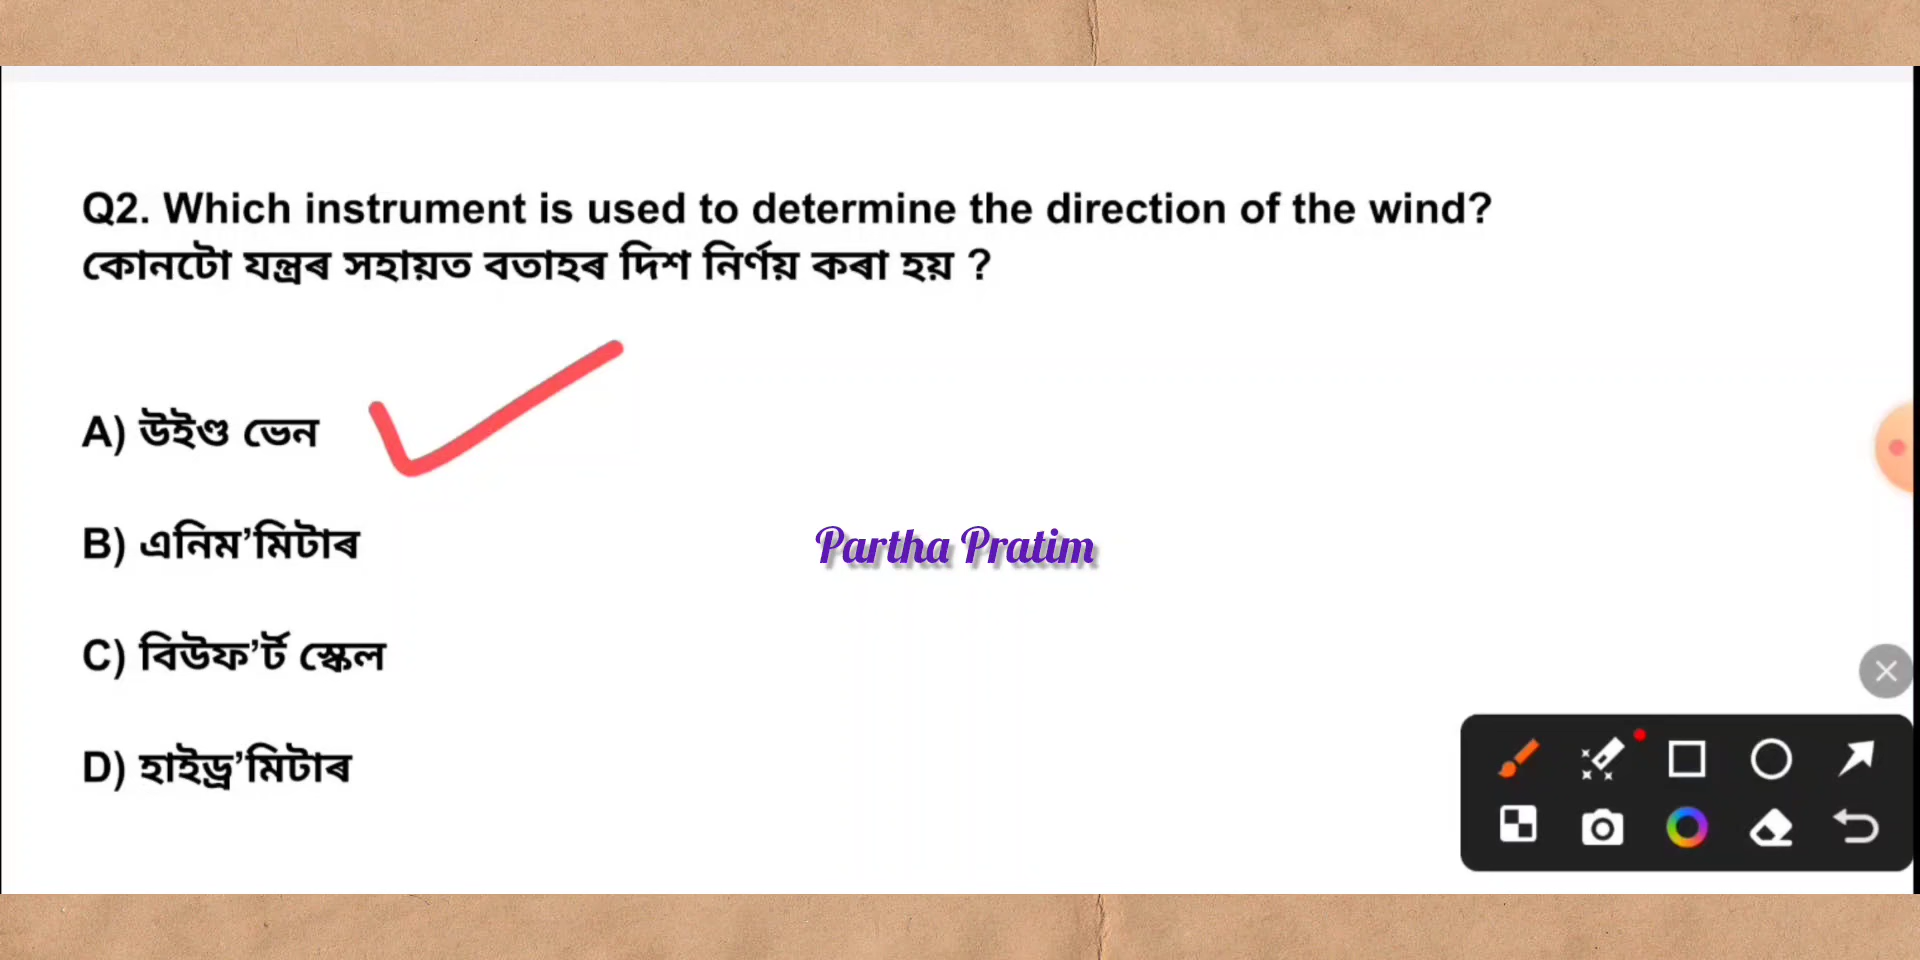 Q2. Which instrument is used to determine the direction of the wind?
কোনটো যন্ত্ৰৰ সহায়ত বতাহৰ দিশ নিৰ্ণয় কৰা হয় ?
A) উইণ্ড ভেন
B) এনিম’মিটাৰ
Partha Pratim
C) বিউফ’ৰ্ট স্কেল
D) হাইড্ৰ’মিটাৰ